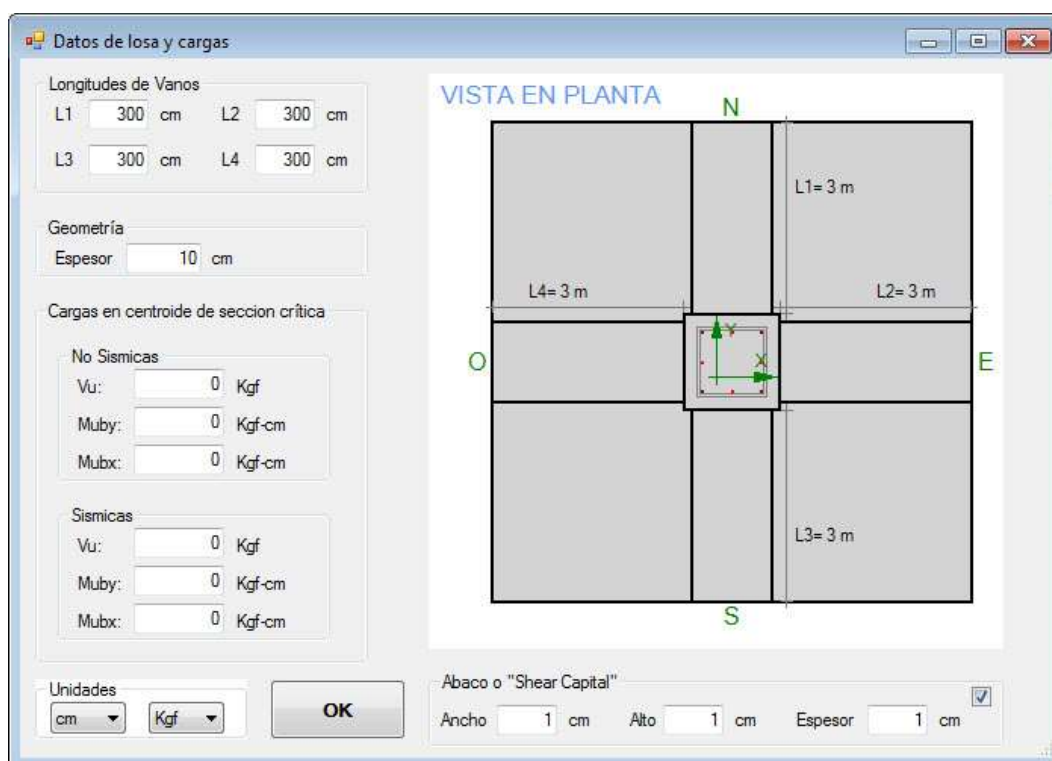 Datos de losa y cargas
Longitudes de Vanos
L1 300 cm L2 300 cm
L3 300 cm L4 300 cm
Geometría
Espesor 10 cm
Cargas en centroide de seccion crítica
No Sismicas
Vu: 0 Kgf
Muby: 0 Kgf-cm
Mubx: 0 Kgf-cm
Sismicas
Vu: 0 Kgf
Muby: 0 Kgf-cm
Mubx: 0 Kgf-cm
Unidades
cm Kgf
OK
VISTA EN PLANTA
N
L1= 3 m
L4= 3 m
L2= 3 m
O
Y
X
E
L3= 3 m
S
Abaco o "Shear Capital"
Ancho 1 cm Alto 1 cm Espesor 1 cm